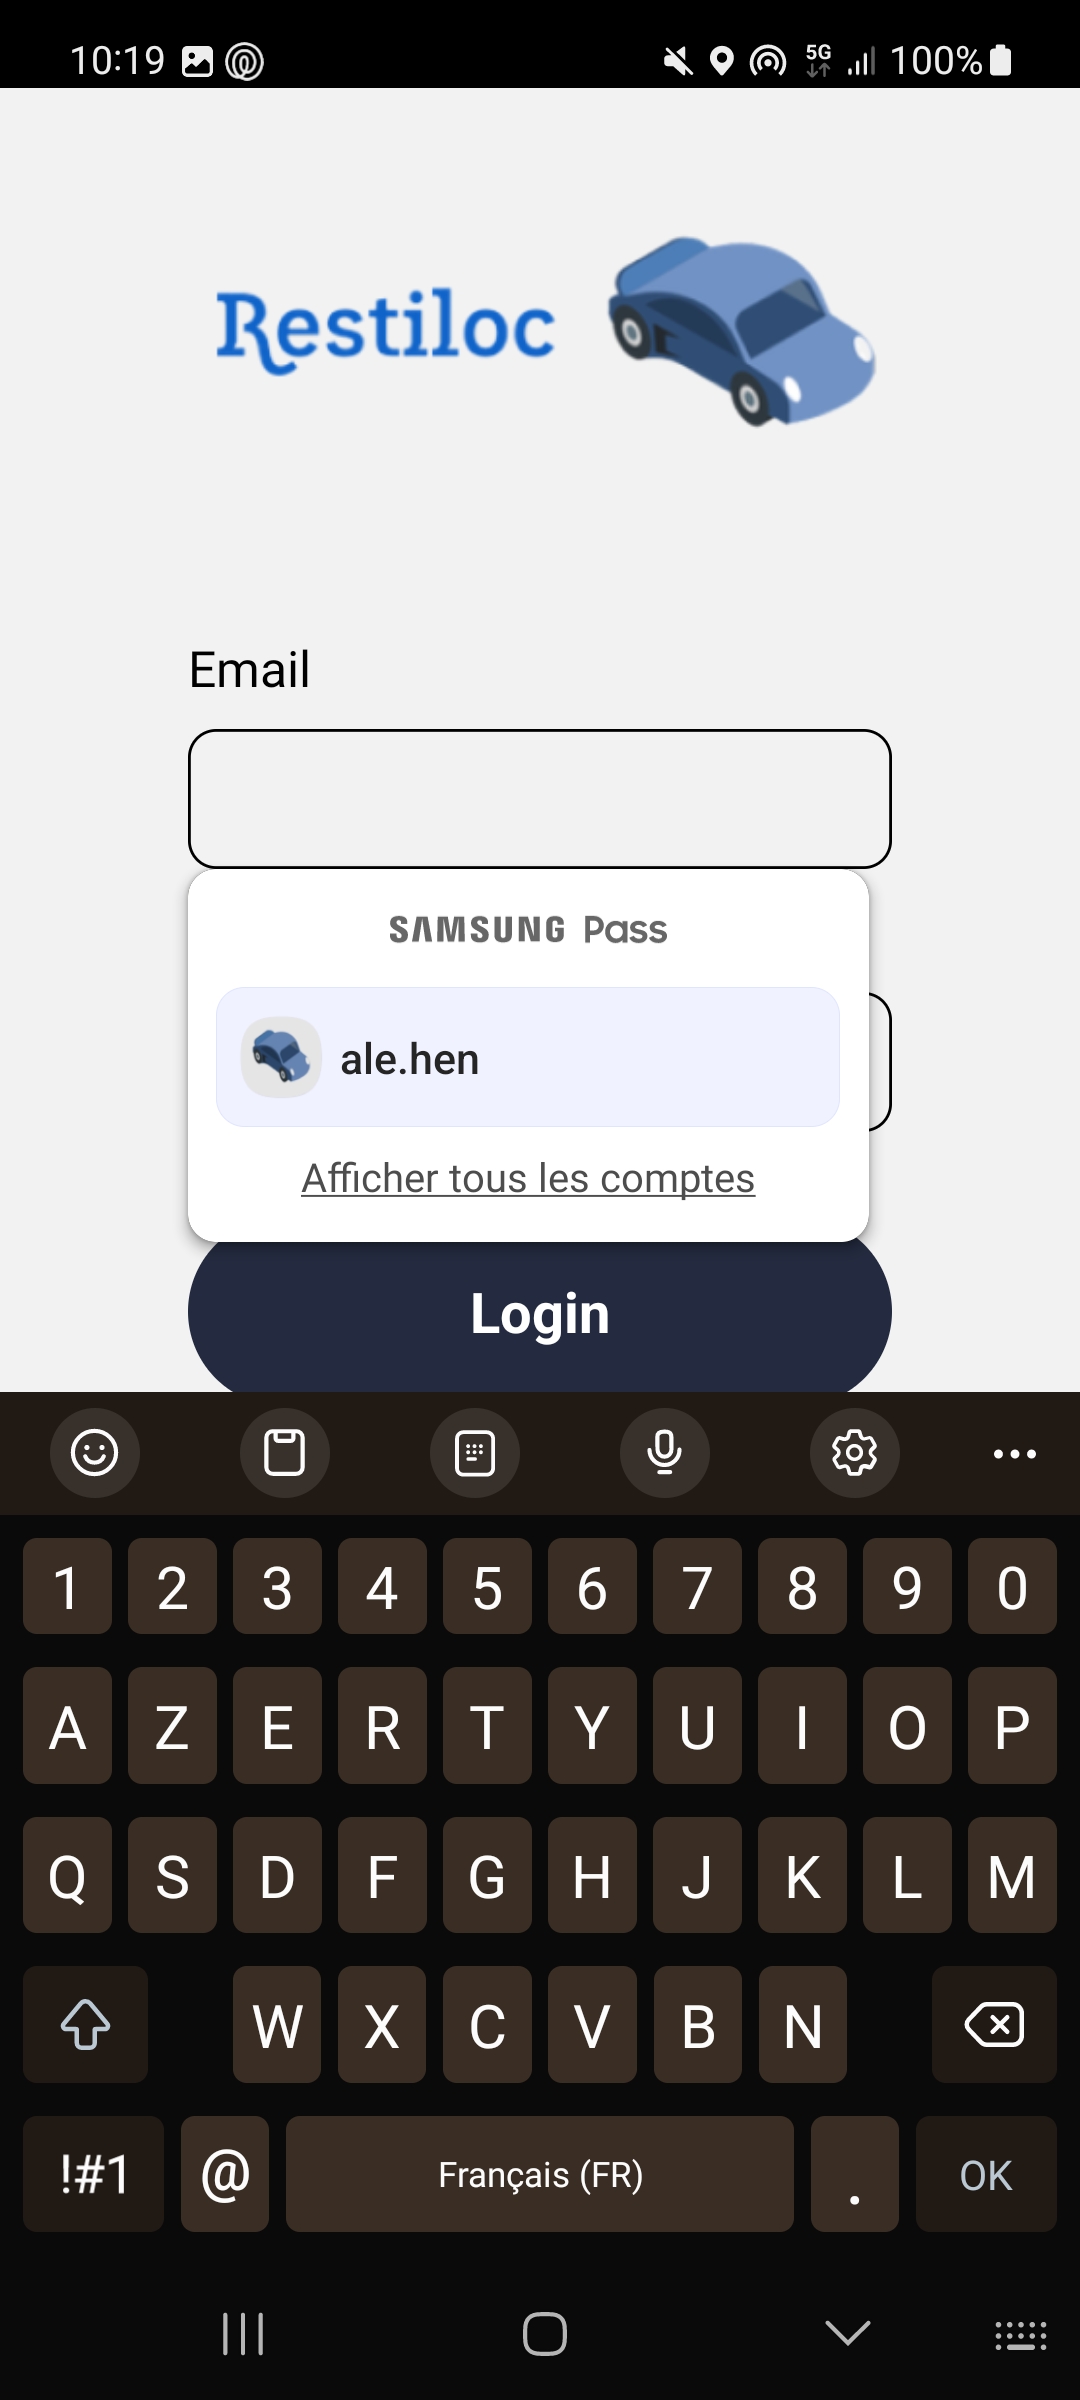 10:19 5G 100%
Restiloc
Email
SAMSUNG Pass
ale.hen
Afficher tous les comptes
Login
1 2 3 4 5 6 7 8 9 0
A Z E R T Y U I O P
Q S D F G H J K L M
W X C V B N
!#1 @ Français (FR) . OK